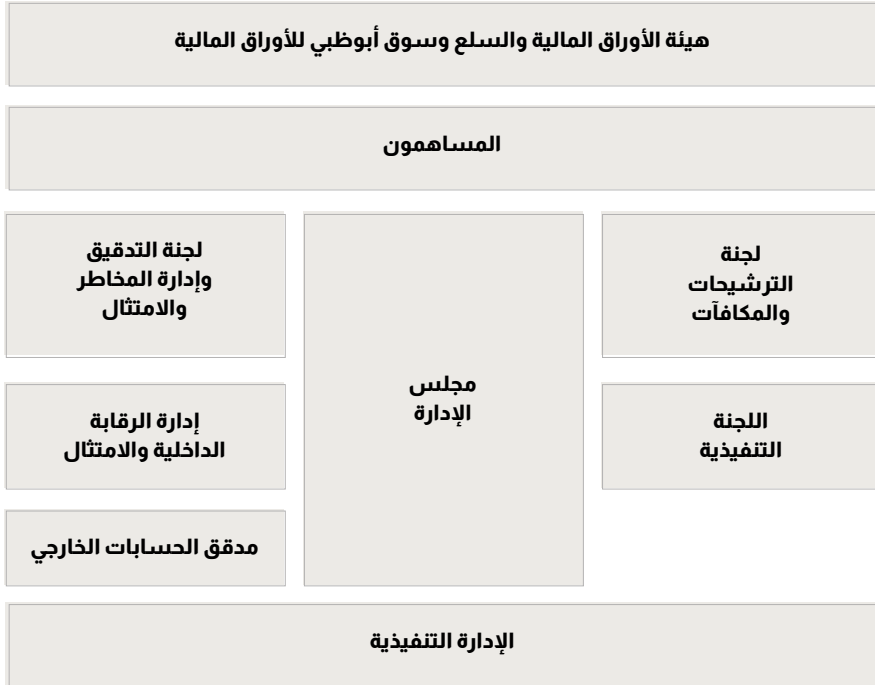 هيئة الأوراق المالية والسلع وسوق أبوظبي للأوراق المالية
المساهمون
لجنة
الترشيحات
والمكافآت
اللجنة
التنفيذية
مجلس
الإدارة
لجنة التدقيق
وإدارة المخاطر
والامتثال
إدارة الرقابة
الداخلية والامتثال
مدقق الحسابات الخارجي
الإدارة التنفيذية